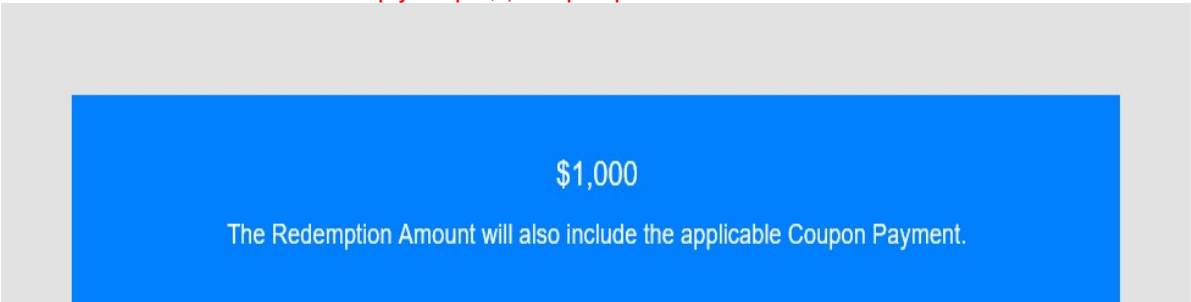 $1,000
The Redemption Amount will also include the applicable Coupon Payment.